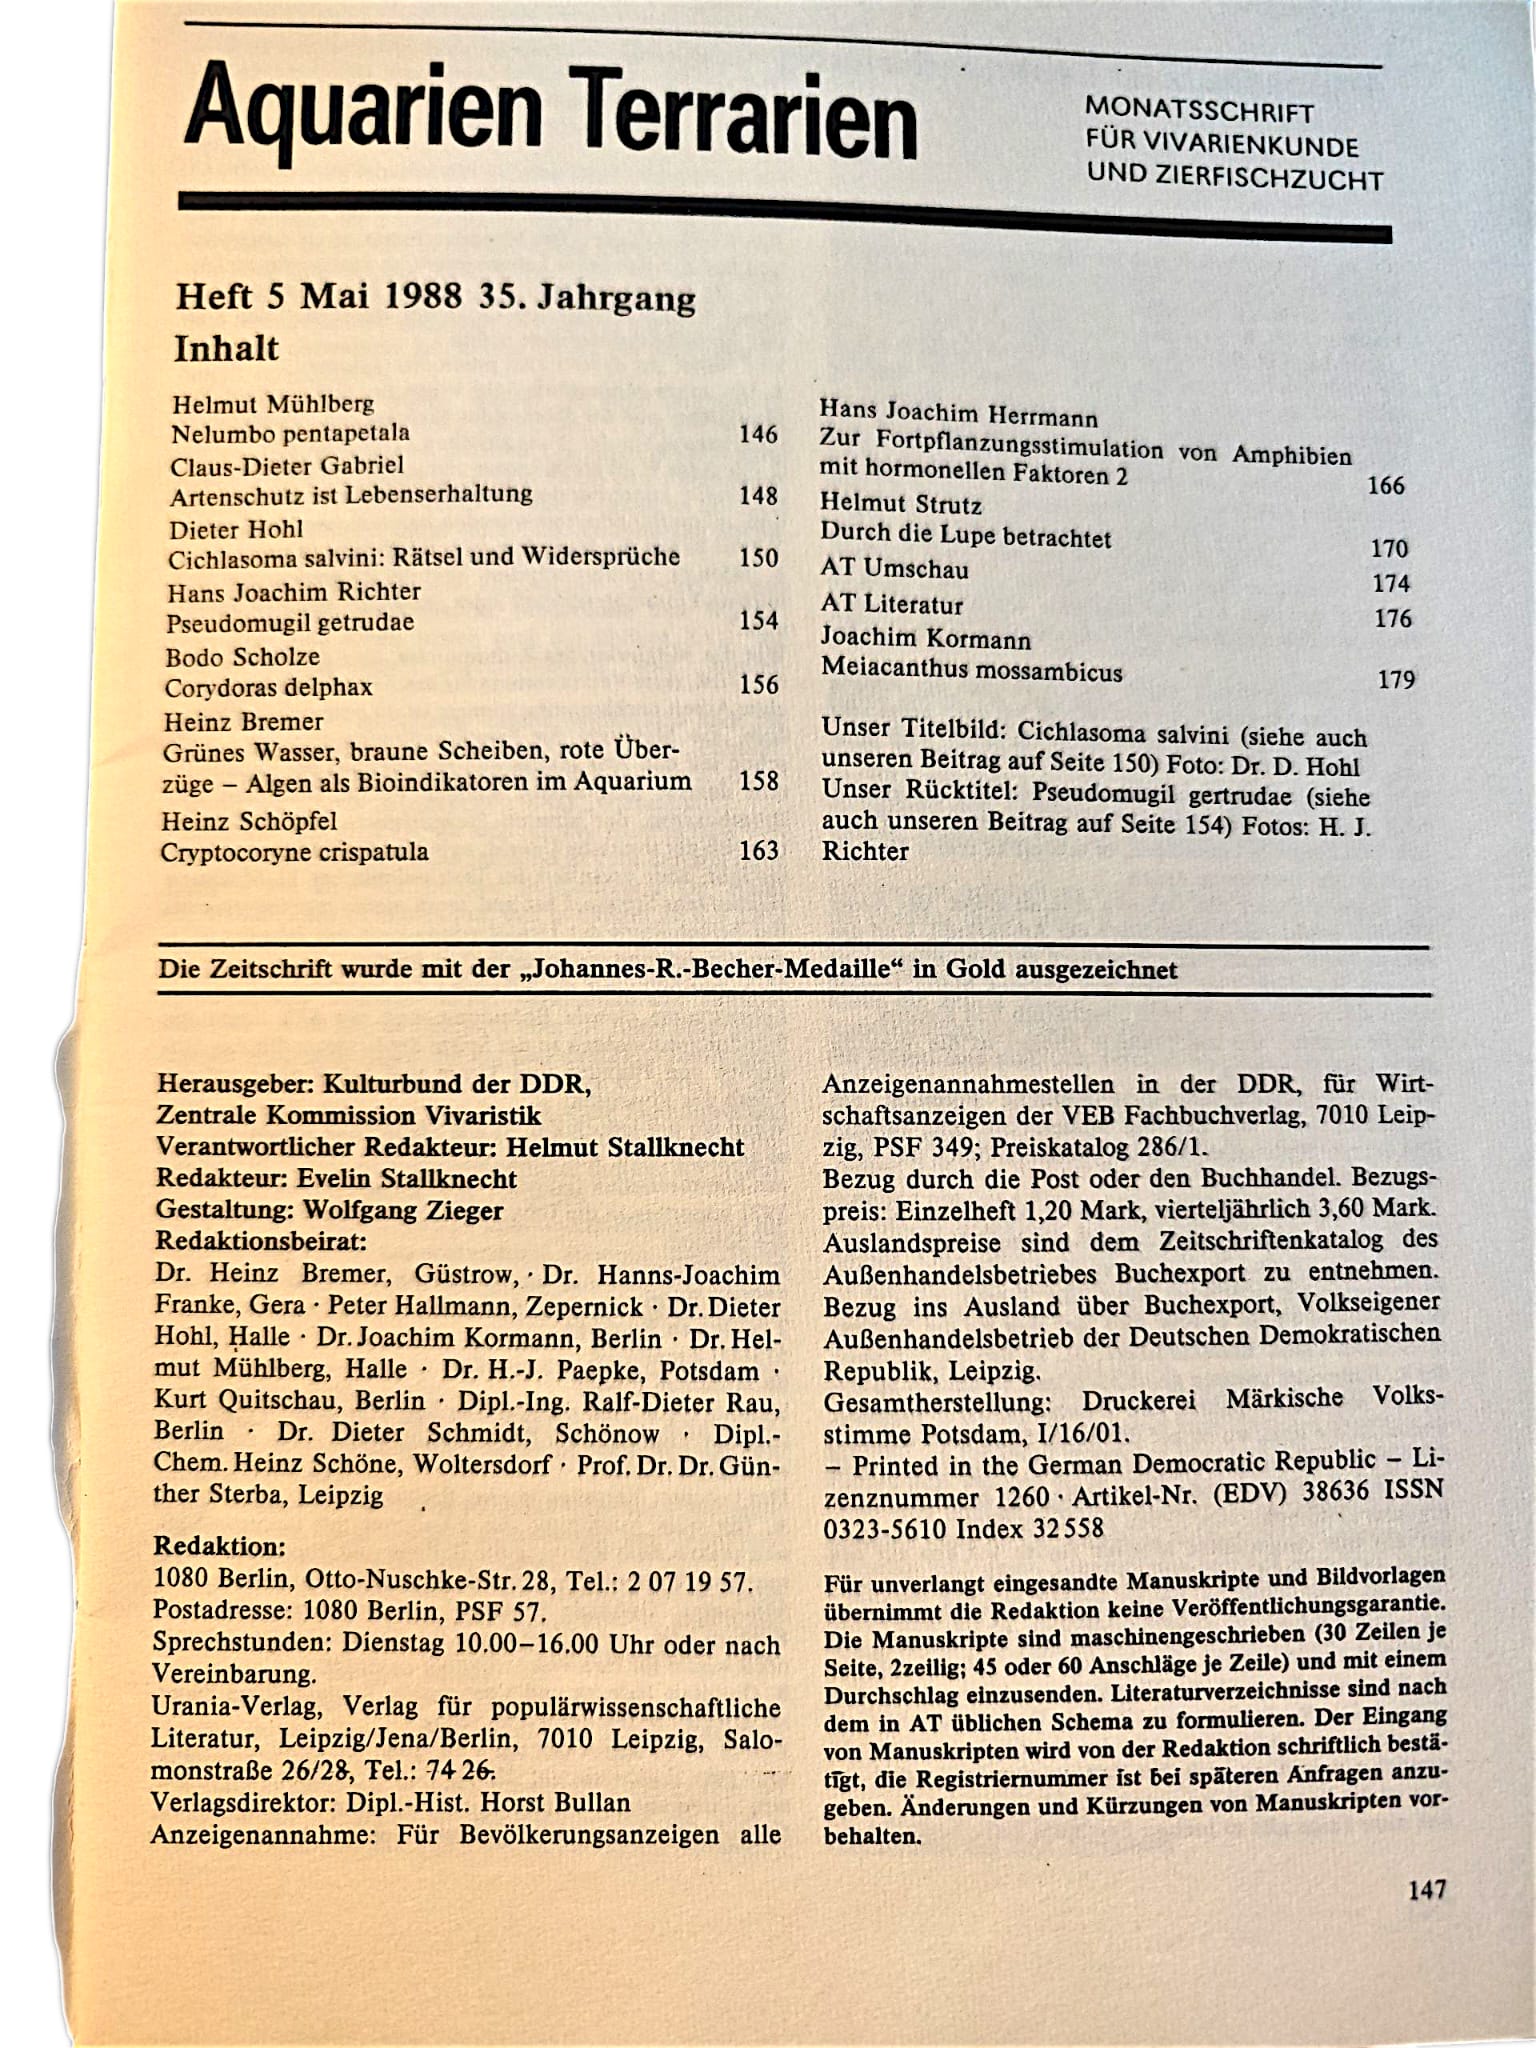 Aquarien Terrarien
MONATSSCHRIFT
FÜR VIVARIENKUNDE
UND ZIERFISCHZUCHT
Heft 5 Mai 1988 35. Jahrgang
Inhalt
Helmut Mühlberg
Nelumbo pentapetala 146
Claus-Dieter Gabriel
Artenschutz ist Lebenserhaltung 148
Dieter Hohl
Cichlasoma salvini: Rätsel und Widersprüche 150
Hans Joachim Richter
Pseudomugil getrudae 154
Bodo Scholze
Corydoras delphax 156
Heinz Bremer
Grünes Wasser, braune Scheiben, rote Über-
züge – Algen als Bioindikatoren im Aquarium 158
Heinz Schöpfel
Cryptocoryne crispatula 163
Hans Joachim Herrmann
Zur Fortpflanzungsstimulation von Amphibien
mit hormonellen Faktoren 2 166
Helmut Strutz
Durch die Lupe betrachtet 170
AT Umschau 174
AT Literatur 176
Joachim Kormann
Meiacanthus mossambicus 179
Unser Titelbild: Cichlasoma salvini (siehe auch
unseren Beitrag auf Seite 150) Foto: Dr. D. Hohl
Unser Rücktitel: Pseudomugil gertrudae (siehe
auch unseren Beitrag auf Seite 154) Fotos: H. J.
Richter
Die Zeitschrift wurde mit der „Johannes-R.-Becher-Medaille“ in Gold ausgezeichnet
Herausgeber: Kulturbund der DDR,
Zentrale Kommission Vivaristik
Verantwortlicher Redakteur: Helmut Stallknecht
Redakteur: Evelin Stallknecht
Gestaltung: Wolfgang Zieger
Redaktionsbeirat:
Dr. Heinz Bremer, Güstrow, · Dr. Hanns-Joachim
Franke, Gera · Peter Hallmann, Zepernick · Dr. Dieter
Hohl, Halle · Dr. Joachim Kormann, Berlin · Dr. Hel-
mut Mühlberg, Halle · Dr. H.-J. Paepke, Potsdam ·
Kurt Quitschau, Berlin · Dipl.-Ing. Ralf-Dieter Rau,
Berlin · Dr. Dieter Schmidt, Schönow · Dipl.-
Chem. Heinz Schöne, Woltersdorf · Prof. Dr. Dr. Gün-
ther Sterba, Leipzig
Redaktion:
1080 Berlin, Otto-Nuschke-Str. 28, Tel.: 2 07 19 57.
Postadresse: 1080 Berlin, PSF 57.
Sprechstunden: Dienstag 10.00–16.00 Uhr oder nach
Vereinbarung.
Urania-Verlag, Verlag für populärwissenschaftliche
Literatur, Leipzig/Jena/Berlin, 7010 Leipzig, Salo-
monstraße 26/28, Tel.: 74 26.
Verlagsdirektor: Dipl.-Hist. Horst Bullan
Anzeigenannahme: Für Bevölkerungsanzeigen alle
Anzeigenannahmestellen in der DDR, für Wirt-
schaftsanzeigen der VEB Fachbuchverlag, 7010 Leip-
zig, PSF 349; Preiskatalog 286/1.
Bezug durch die Post oder den Buchhandel. Bezugs-
preis: Einzelheft 1,20 Mark, vierteljährlich 3,60 Mark.
Auslandspreise sind dem Zeitschriftenkatalog des
Außenhandelsbetriebes Buchexport zu entnehmen.
Bezug ins Ausland über Buchexport, Volkseigener
Außenhandelsbetrieb der Deutschen Demokratischen
Republik, Leipzig.
Gesamtherstellung: Druckerei Märkische Volks-
stimme Potsdam, I/16/01.
– Printed in the German Democratic Republic – Li-
zenznummer 1260 · Artikel-Nr. (EDV) 38636 ISSN
0323-5610 Index 32 558
Für unverlangt eingesandte Manuskripte und Bildvorlagen
übernimmt die Redaktion keine Veröffentlichungsgarantie.
Die Manuskripte sind maschinengeschrieben (30 Zeilen je
Seite, 2zeilig; 45 oder 60 Anschläge je Zeile) und mit einem
Durchschlag einzusenden. Literaturverzeichnisse sind nach
dem in AT üblichen Schema zu formulieren. Der Eingang
von Manuskripten wird von der Redaktion schriftlich bestä-
tigt, die Registriernummer ist bei späteren Anfragen anzu-
geben. Änderungen und Kürzungen von Manuskripten vor-
behalten.
147